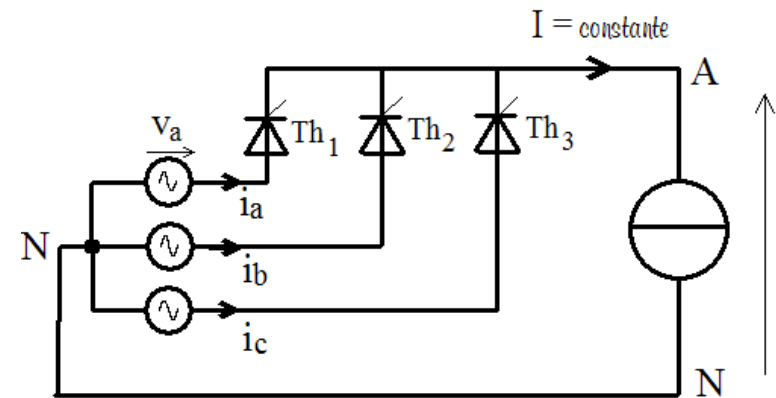 I = constante
A
Th1
Th2
Th3
va
ia
N
ib
ic
N